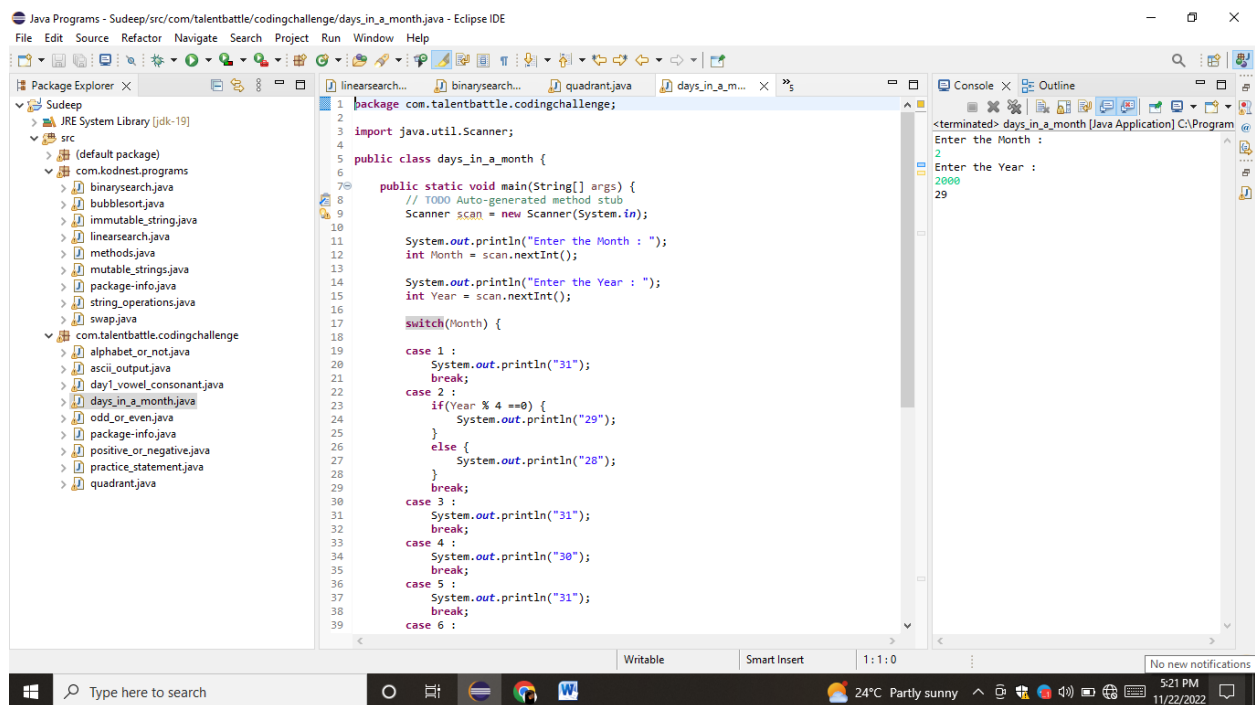 Java Programs - Sudeep/src/com/talentbattle/codingchallenge/days_in_a_month.java - Eclipse IDE
File Edit Source Refactor Navigate Search Project Run Window Help
Package Explorer
Sudeep
JRE System Library [jdk-19]
src
(default package)
com.kodnest.programs
binarysearch.java
bubblesort.java
immutable_string.java
linearsearch.java
methods.java
mutable_strings.java
package-info.java
string_operations.java
swap.java
com.talentbattle.codingchallenge
alphabet_or_not.java
ascii_output.java
day1_vowel_consonant.java
days_in_a_month.java
odd_or_even.java
package-info.java
positive_or_negative.java
practice_statement.java
quadrant.java
linearsearch... binarysearch... quadrant.java days_in_a_m... »5
1 package com.talentbattle.codingchallenge;
2
3 import java.util.Scanner;
4
5 public class days_in_a_month {
6
7 public static void main(String[] args) {
8 // TODO Auto-generated method stub
9 Scanner scan = new Scanner(System.in);
10
11 System.out.println("Enter the Month : ");
12 int Month = scan.nextInt();
13
14 System.out.println("Enter the Year : ");
15 int Year = scan.nextInt();
16
17 switch(Month) {
18
19 case 1 :
20 System.out.println("31");
21 break;
22 case 2 :
23 if(Year % 4 ==0) {
24 System.out.println("29");
25 }
26 else {
27 System.out.println("28");
28 }
29 break;
30 case 3 :
31 System.out.println("31");
32 break;
33 case 4 :
34 System.out.println("30");
35 break;
36 case 5 :
37 System.out.println("31");
38 break;
39 case 6 :
Console Outline
<terminated> days_in_a_month [Java Application] C:\Program
Enter the Month :
2
Enter the Year :
2000
29
Writable Smart Insert 1:1:0
No new notifications
Type here to search
24°C Partly sunny
5:21 PM
11/22/2022